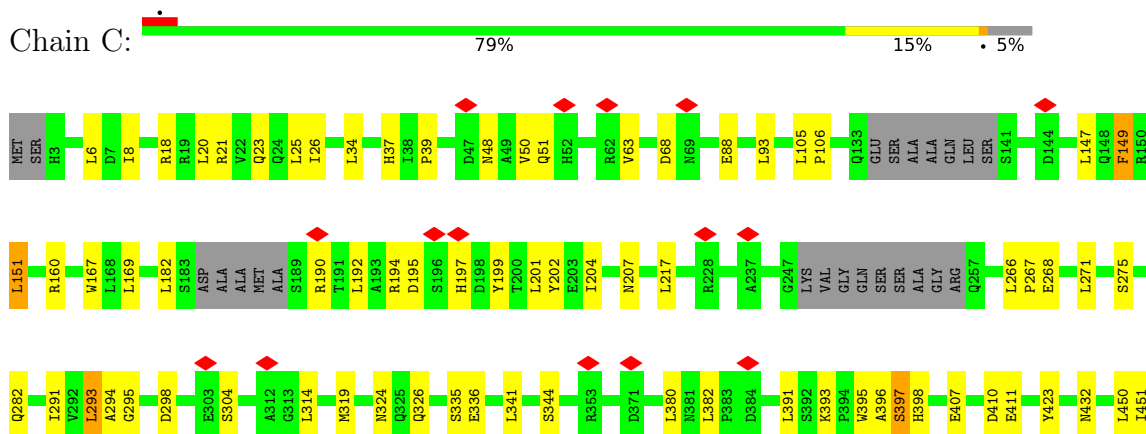 Chain C:
79% 15% • 5%
MET SER H3 L6 D7 I8 R18 R19 L20 R21 V22 Q23 Q24 L25 I26 L34 H37 I38 P39 D47 N48 A49 V50 Q51 H52 R62 V63 D68 N69 E88 L93 L105 P106 Q133 GLU SER ALA ALA GLN LEU SER S141 D144 L147 Q148 F149 R150
L151 R160 W167 L168 L169 L182 S183 ASP ALA ALA MET ALA S189 R190 T191 L192 A193 R194 D195 S196 H197 D198 Y199 T200 L201 Y202 E203 I204 N207 L217 R228 A237 G247 LYS VAL GLY GLN SER SER ALA GLY ARG Q257 L266 P267 E268 L271 S275
Q282 I291 V292 L293 A294 G295 D298 E303 S304 A312 G313 L314 M319 N324 Q325 Q326 S335 E336 L341 S344 R353 D371 L380 N381 L382 P383 D384 L391 S392 K393 P394 W395 A396 S397 H398 E407 D410 E411 Y423 N432 L450 I451